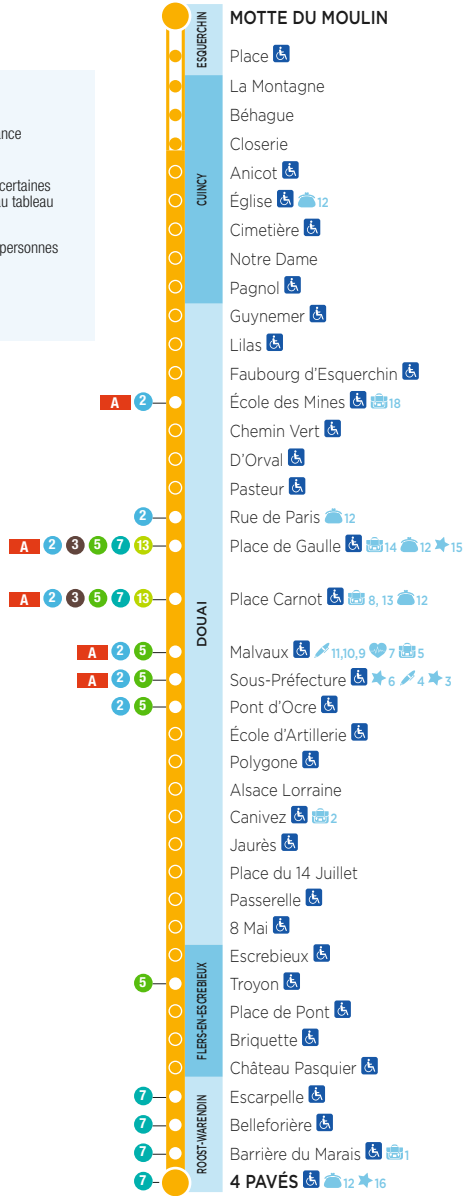 ance
certaines
au tableau
personnes
ESQUERCHIN
MOTTE DU MOULIN
Place
CUINCY
La Montagne
Béhague
Closerie
Anicot
Église 12
Cimetière
Notre Dame
Pagnol
DOUAI
Guynemer
Lilas
Faubourg d'Esquerchin
A 2 École des Mines 18
Chemin Vert
D'Orval
Pasteur
2 Rue de Paris 12
A 2 3 5 7 13 Place de Gaulle 14 12 15
A 2 3 5 7 13 Place Carnot 8, 13 12
A 2 5 Malvaux 11,10,9 7 5
A 2 5 Sous-Préfecture 6 4 3
2 5 Pont d'Ocre
École d'Artillerie
Polygone
Alsace Lorraine
Canivez 2
Jaurès
Place du 14 Juillet
Passerelle
8 Mai
FLERS-EN-ESCREBIEUX
Escrebieux
5 Troyon
Place de Pont
Briquette
Château Pasquier
ROOST-WARENDIN
7 Escarpelle
7 Belleforière
7 Barrière du Marais 1
7 4 PAVÉS 12 16